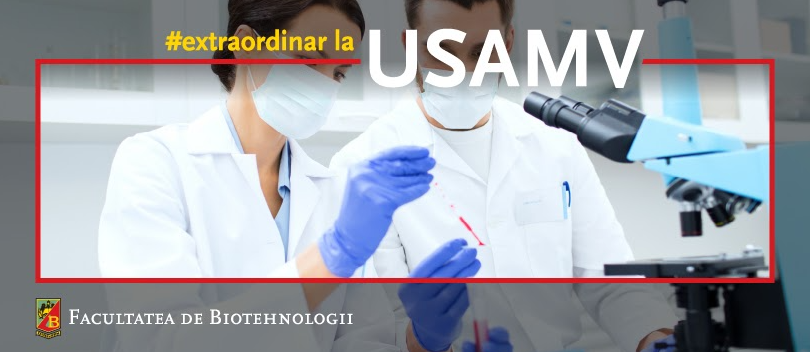 #extraordinar la USAMV
Facultatea de Biotehnologii